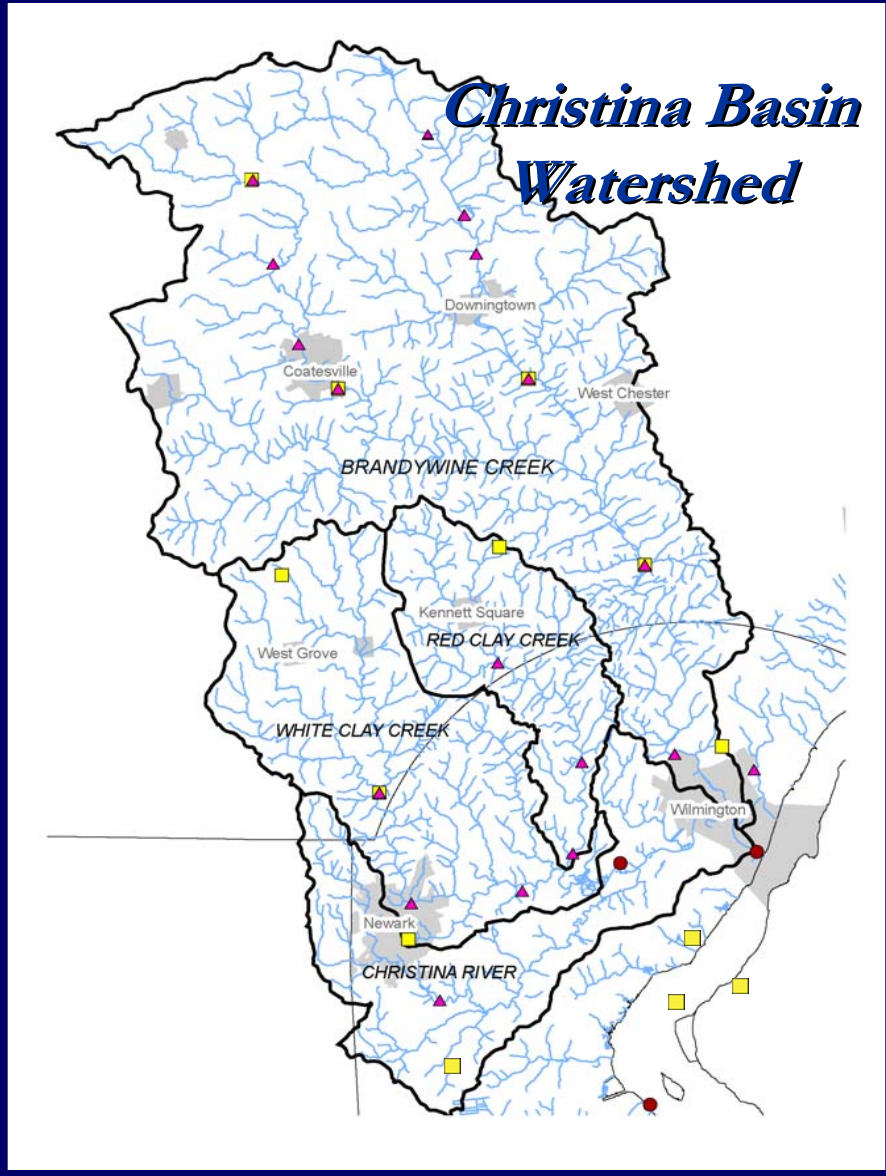 Christina Basin
Watershed
Downingtown
Coatesville
West Chester
BRANDYWINE CREEK
Kennett Square
RED CLAY CREEK
West Grove
WHITE CLAY CREEK
Wilmington
Newark
CHRISTINA RIVER